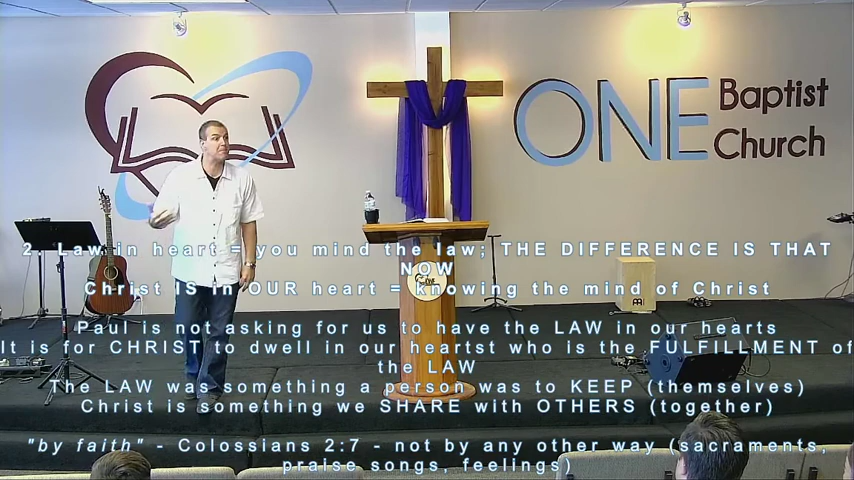 ONE Baptist
Church
2. Law in heart = you mind the law; THE DIFFERENCE IS THAT
NOW
Christ IS in OUR heart = knowing the mind of Christ
Paul is not asking for us to have the LAW in our hearts
It is for CHRIST to dwell in our heartst who is the FULFILLMENT of
the LAW
The LAW was something a person was to KEEP (themselves)
Christ is something we SHARE with OTHERS (together)
"by faith" - Colossians 2:7 - not by any other way (sacraments,
praise songs, feelings)